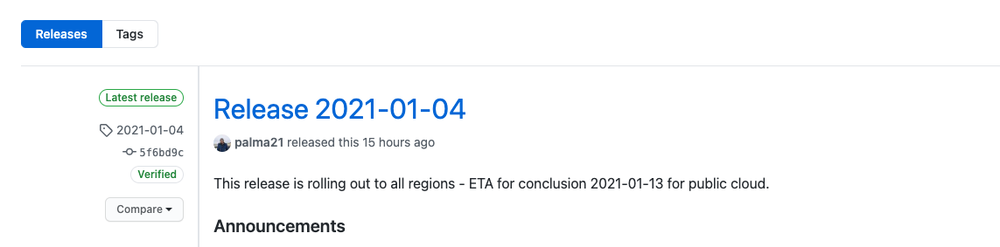 Releases Tags
Latest release
2021-01-04
5f6bd9c
Verified
Compare
Release 2021-01-04
palma21 released this 15 hours ago
This release is rolling out to all regions - ETA for conclusion 2021-01-13 for public cloud.
Announcements